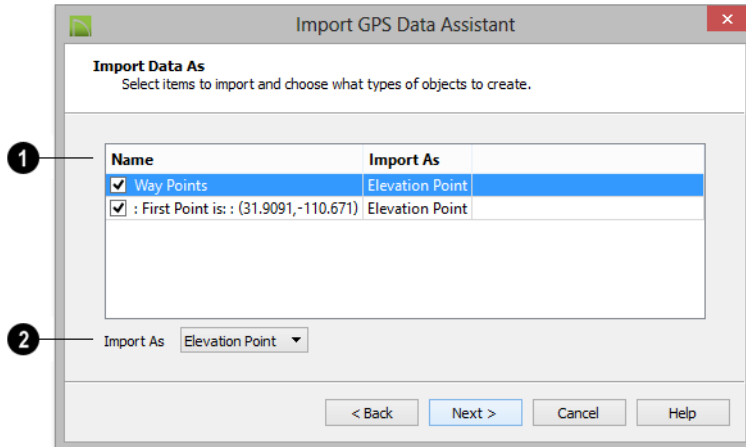 Import GPS Data Assistant
Import Data As
Select items to import and choose what types of objects to create.
1
Name Import As
Way Points Elevation Point
: First Point is: : (31.9091,-110.671) Elevation Point
2
Import As Elevation Point
< Back Next > Cancel Help